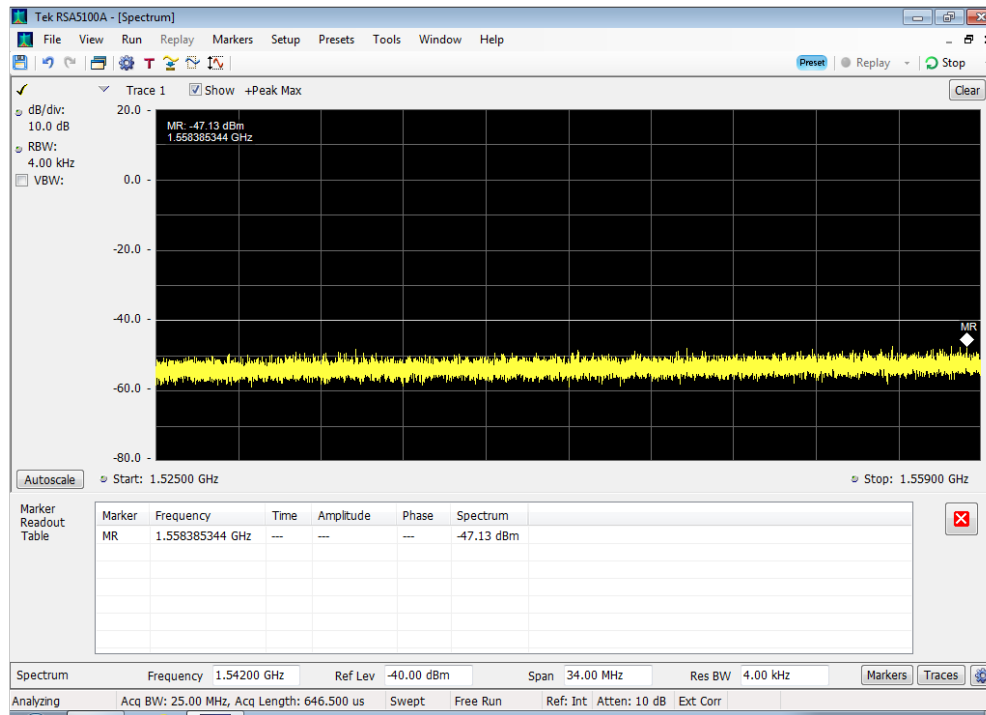 Tek RSA5100A - [Spectrum]
File View Run Replay Markers Setup Presets Tools Window Help
T Preset Replay Stop
Trace 1 Show +Peak Max Clear
dB/div:
10.0 dB
RBW:
4.00 kHz
VBW:
20.0
0.0
-20.0
-40.0
-60.0
-80.0
MR: -47.13 dBm
1.558385344 GHz
MR
Autoscale Start: 1.52500 GHz Stop: 1.55900 GHz
Marker
Readout
Table
Marker Frequency Time Amplitude Phase Spectrum
MR 1.558385344 GHz --- --- --- -47.13 dBm
Spectrum Frequency 1.54200 GHz Ref Lev -40.00 dBm Span 34.00 MHz Res BW 4.00 kHz Markers Traces
Analyzing Acq BW: 25.00 MHz, Acq Length: 646.500 us Swept Free Run Ref: Int Atten: 10 dB Ext Corr